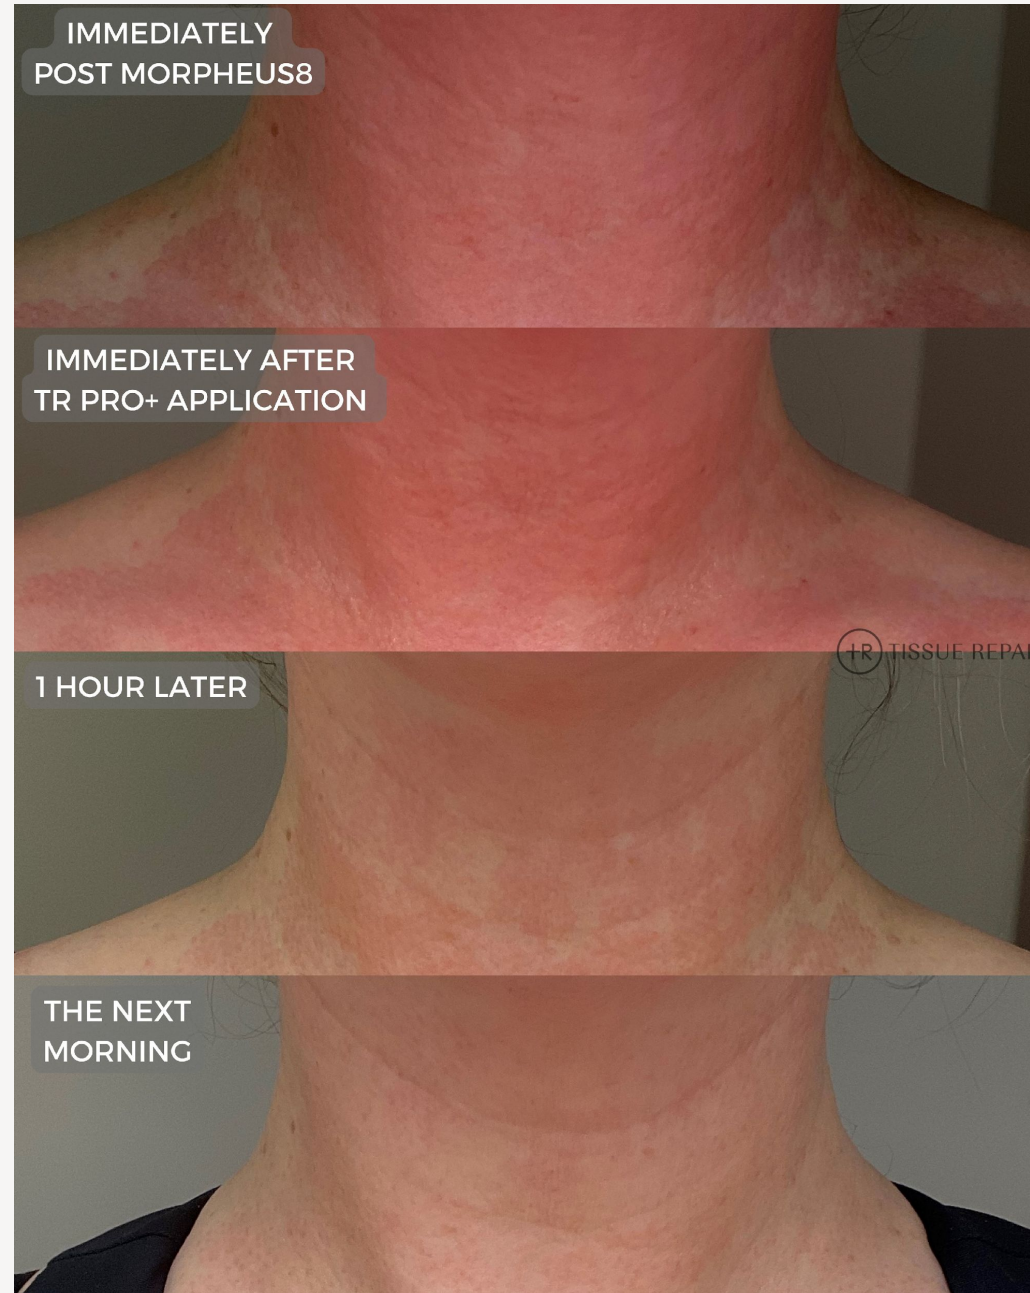 IMMEDIATELY
POST MORPHEUS8
IMMEDIATELY AFTER
TR PRO+ APPLICATION
TR TISSUE REPAI
1 HOUR LATER
THE NEXT
MORNING